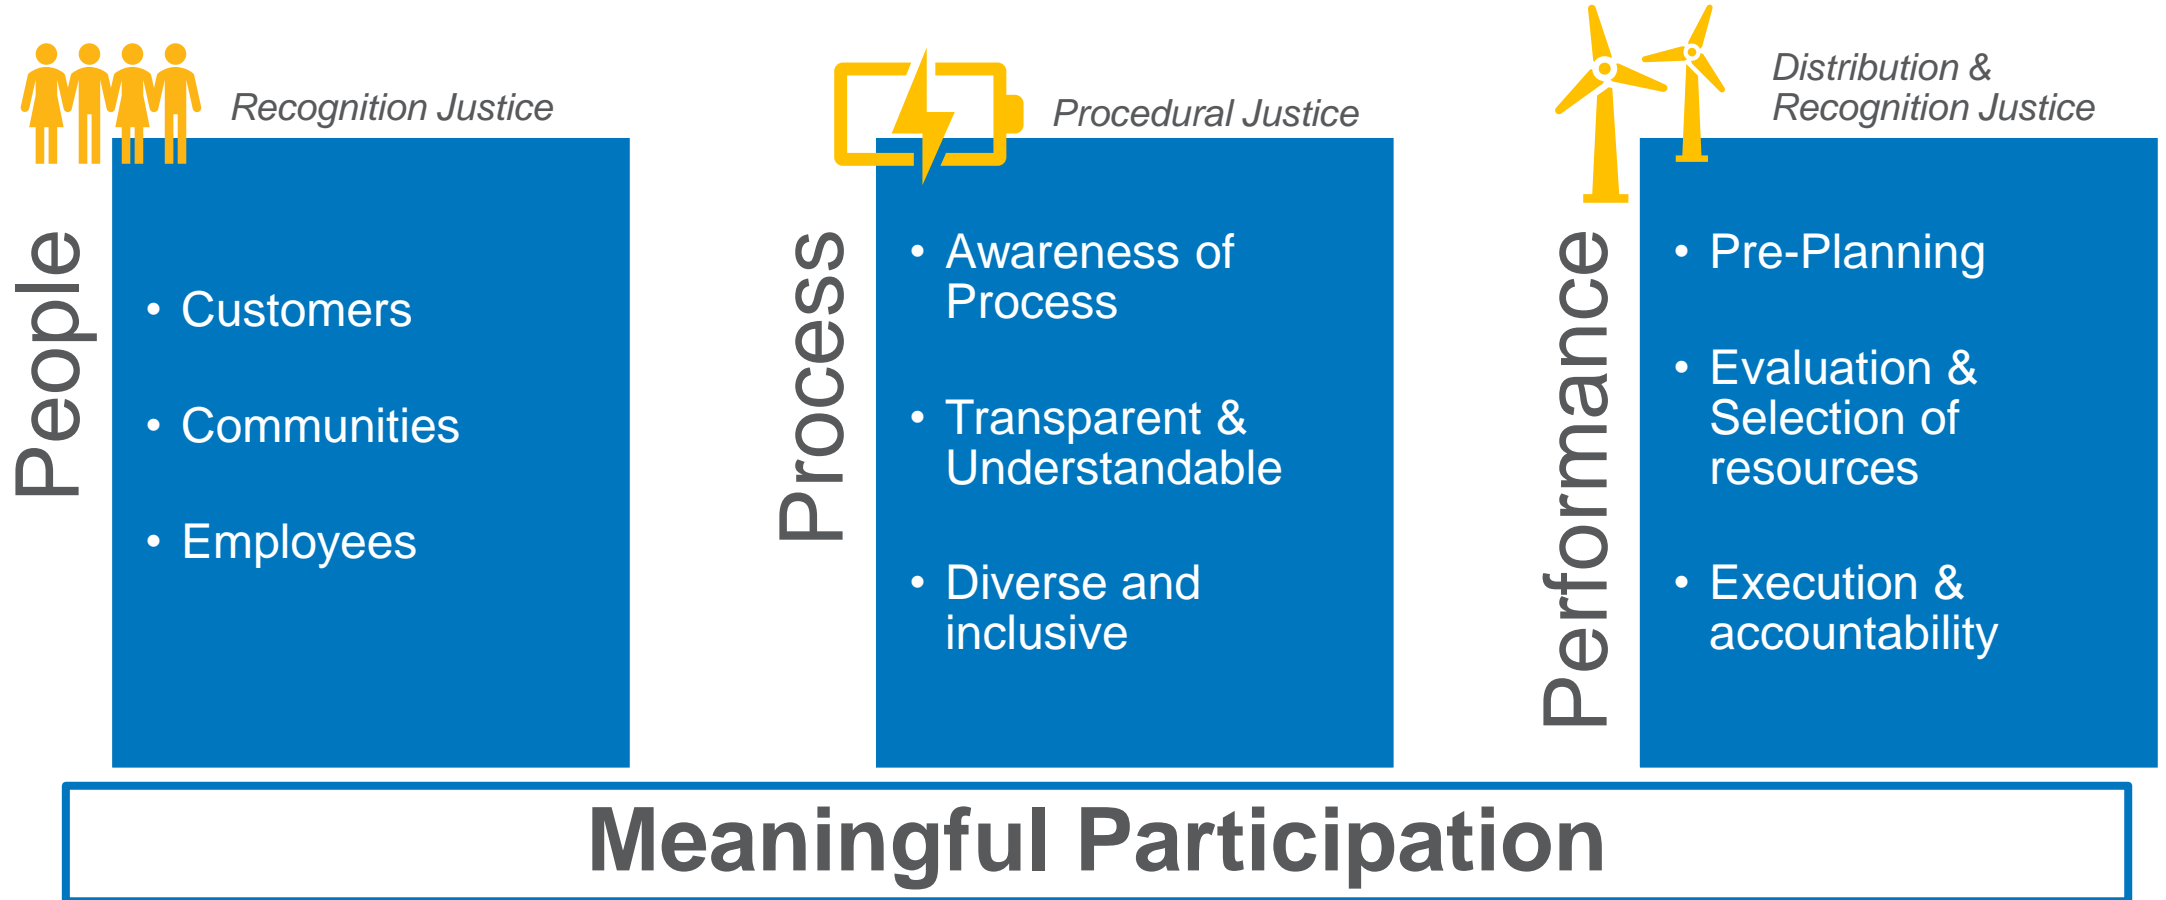 Recognition Justice
People
• Customers
• Communities
• Employees
Procedural Justice
Process
• Awareness of
Process
• Transparent &
Understandable
• Diverse and
inclusive
Distribution &
Recognition Justice
Performance
• Pre-Planning
• Evaluation &
Selection of
resources
• Execution &
accountability
Meaningful Participation